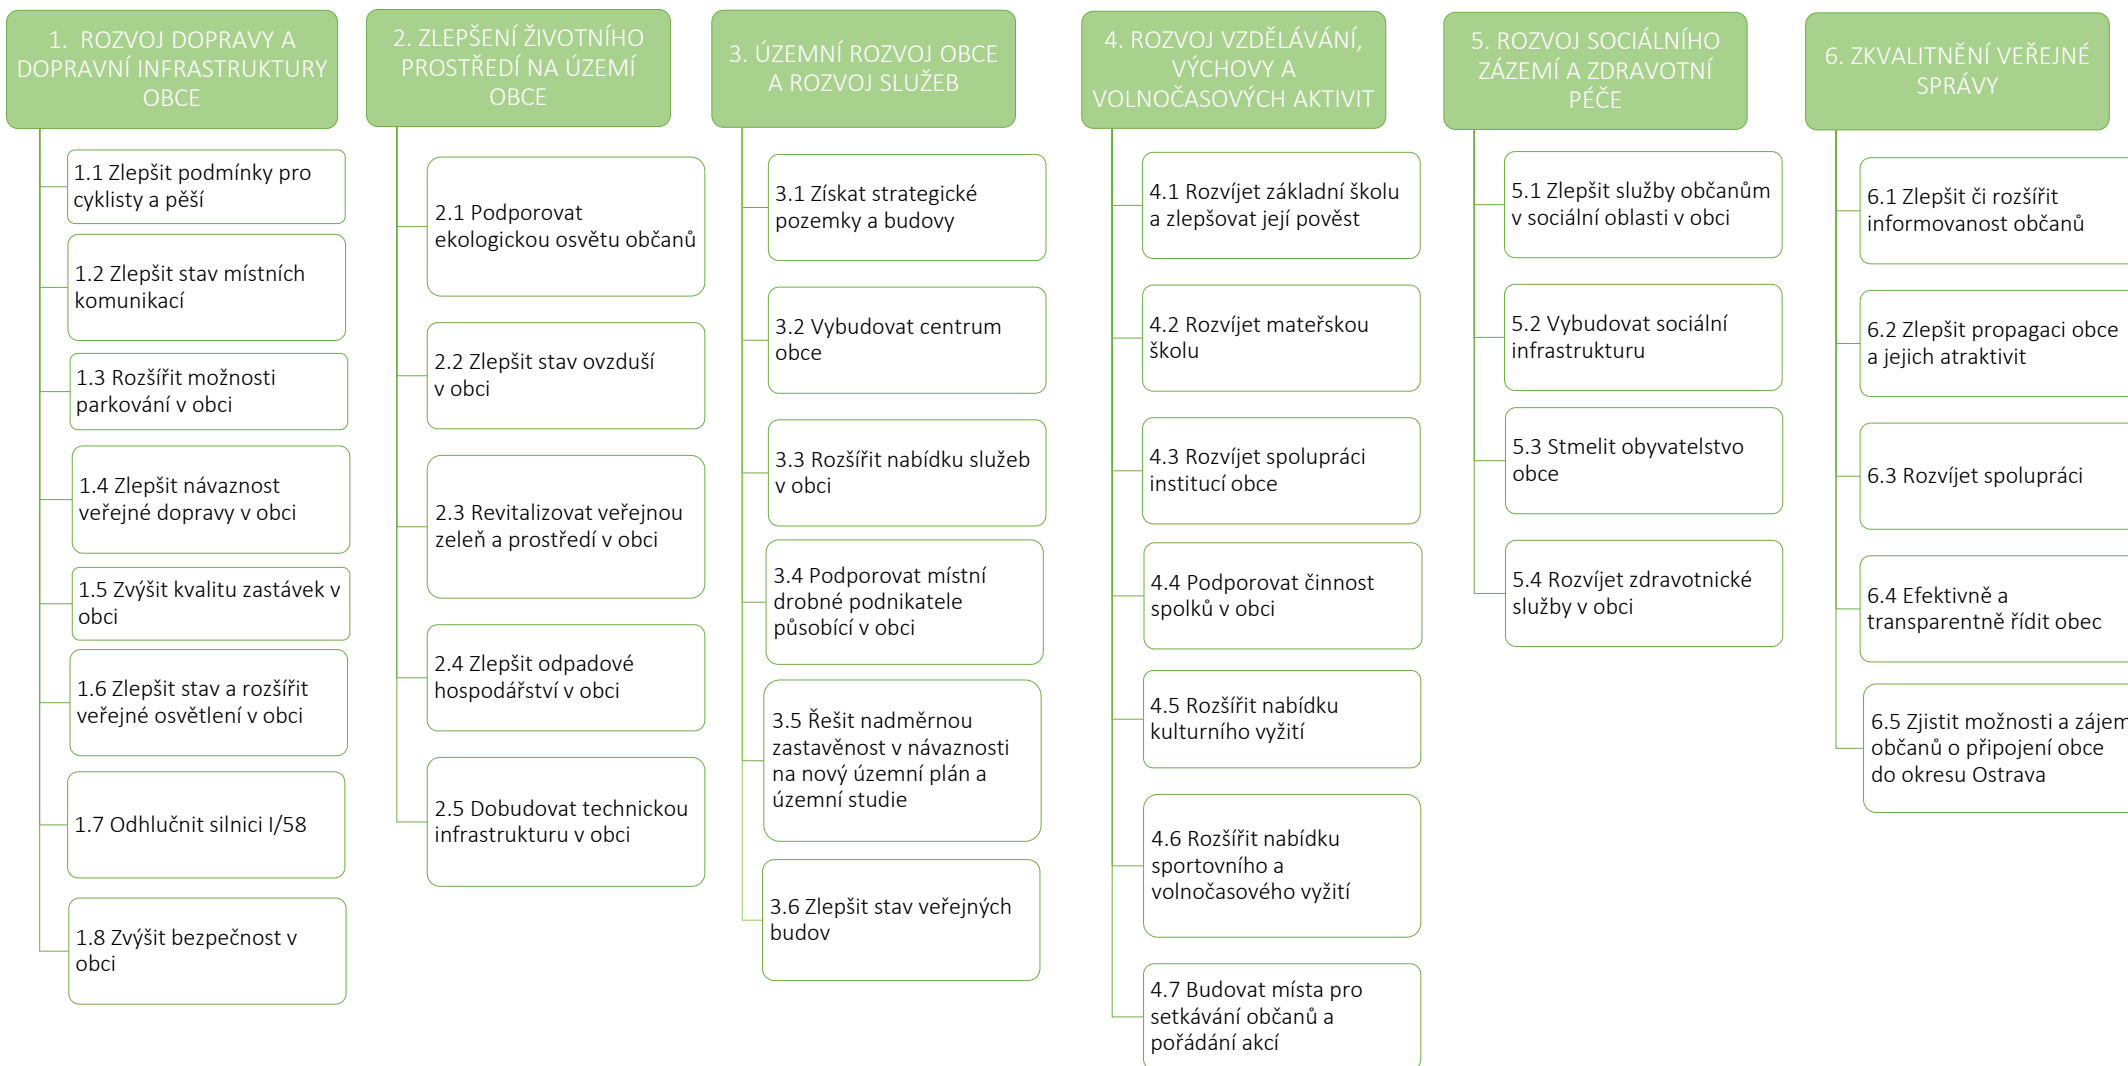 1. ROZVOJ DOPRAVY A
DOPRAVNÍ INFRASTRUKTURY
OBCE
1.1 Zlepšit podmínky pro
cyklisty a pěší
1.2 Zlepšit stav místních
komunikací
1.3 Rozšířit možnosti
parkování v obci
1.4 Zlepšit návaznost
veřejné dopravy v obci
1.5 Zvýšit kvalitu zastávek v
obci
1.6 Zlepšit stav a rozšířit
veřejné osvětlení v obci
1.7 Odhlučnit silnici I/58
1.8 Zvýšit bezpečnost v
obci
2. ZLEPŠENÍ ŽIVOTNÍHO
PROSTŘEDÍ NA ÚZEMÍ
OBCE
2.1 Podporovat
ekologickou osvětu občanů
2.2 Zlepšit stav ovzduší
v obci
2.3 Revitalizovat veřejnou
zeleň a prostředí v obci
2.4 Zlepšit odpadové
hospodářství v obci
2.5 Dobudovat technickou
infrastrukturu v obci
3. ÚZEMNÍ ROZVOJ OBCE
A ROZVOJ SLUŽEB
3.1 Získat strategické
pozemky a budovy
3.2 Vybudovat centrum
obce
3.3 Rozšířit nabídku služeb
v obci
3.4 Podporovat místní
drobné podnikatele
působící v obci
3.5 Řešit nadměrnou
zastavěnost v návaznosti
na nový územní plán a
územní studie
3.6 Zlepšit stav veřejných
budov
4. ROZVOJ VZDĚLÁVÁNÍ,
VÝCHOVY A
VOLNOČASOVÝCH AKTIVIT
4.1 Rozvíjet základní školu
a zlepšovat její pověst
4.2 Rozvíjet mateřskou
školu
4.3 Rozvíjet spolupráci
institucí obce
4.4 Podporovat činnost
spolků v obci
4.5 Rozšířit nabídku
kulturního vyžití
4.6 Rozšířit nabídku
sportovního a
volnočasového vyžití
4.7 Budovat místa pro
setkávání občanů a
pořádání akcí
5. ROZVOJ SOCIÁLNÍHO
ZÁZEMÍ A ZDRAVOTNÍ
PÉČE
5.1 Zlepšit služby občanům
v sociální oblasti v obci
5.2 Vybudovat sociální
infrastrukturu
5.3 Stmelit obyvatelstvo
obce
5.4 Rozvíjet zdravotnické
služby v obci
6. ZKVALITNĚNÍ VEŘEJNÉ
SPRÁVY
6.1 Zlepšit či rozšířit
informovanost občanů
6.2 Zlepšit propagaci obce
a jejich atraktivit
6.3 Rozvíjet spolupráci
6.4 Efektivně a
transparentně řídit obec
6.5 Zjistit možnosti a zájem
občanů o připojení obce
do okresu Ostrava